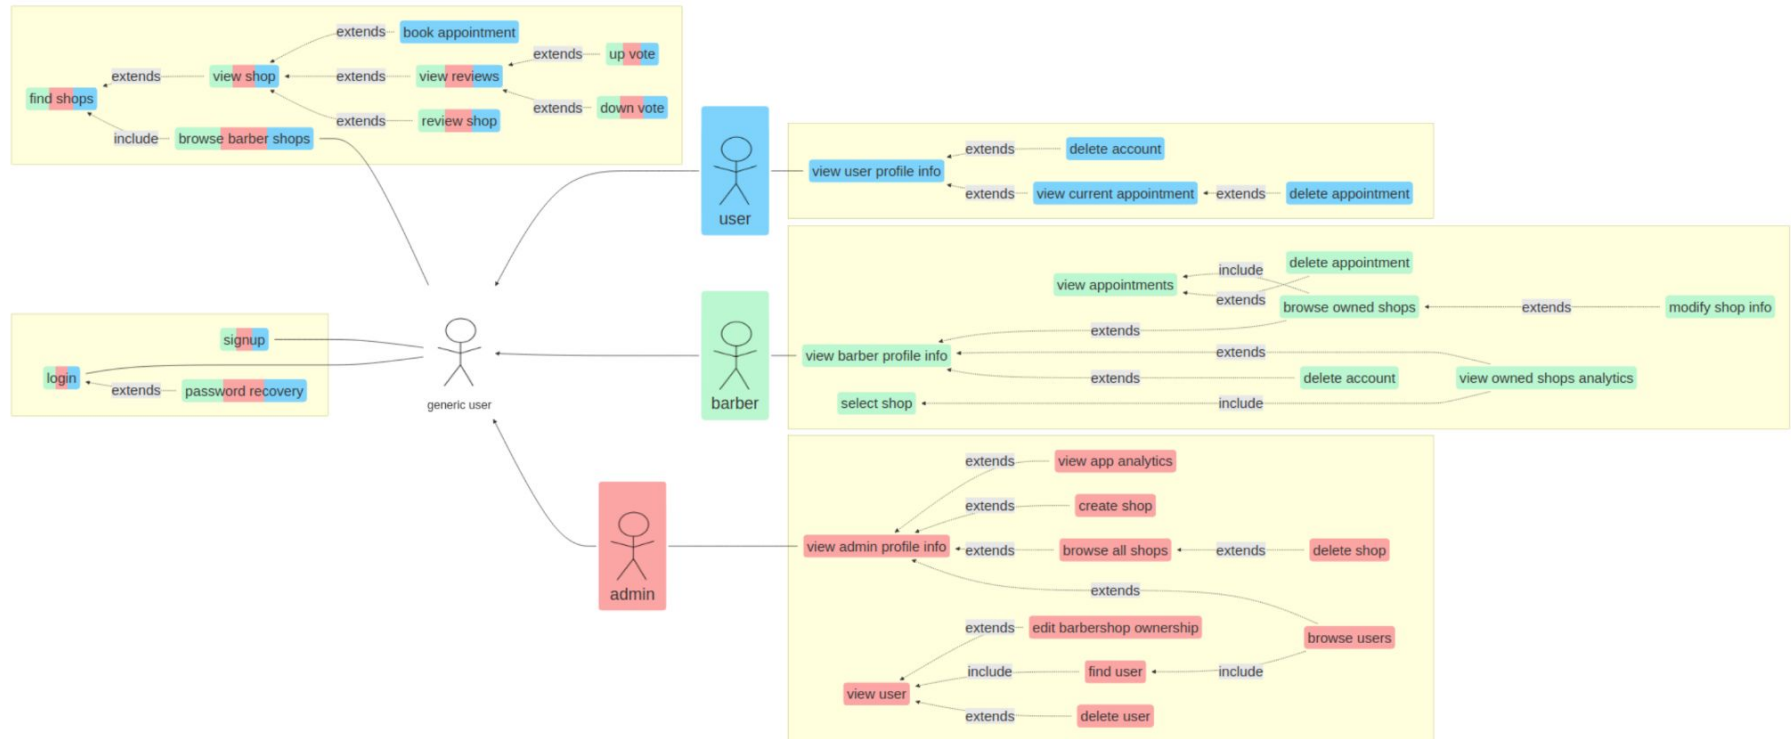 extends
book appointment
extends
up vote
extends
view shop
extends
view reviews
find shops
extends
down vote
extends
review shop
include
browse barber shops
user
extends
delete account
view user profile info
extends
view current appointment
extends
delete appointment
signup
login
extends
password recovery
generic user
barber
delete appointment
include
view appointments
extends
browse owned shops
extends
modify shop info
extends
view barber profile info
extends
extends
delete account
view owned shops analytics
select shop
include
admin
extends
view app analytics
extends
create shop
view admin profile info
extends
browse all shops
extends
delete shop
extends
extends
edit barbershop ownership
browse users
include
find user
include
view user
extends
delete user